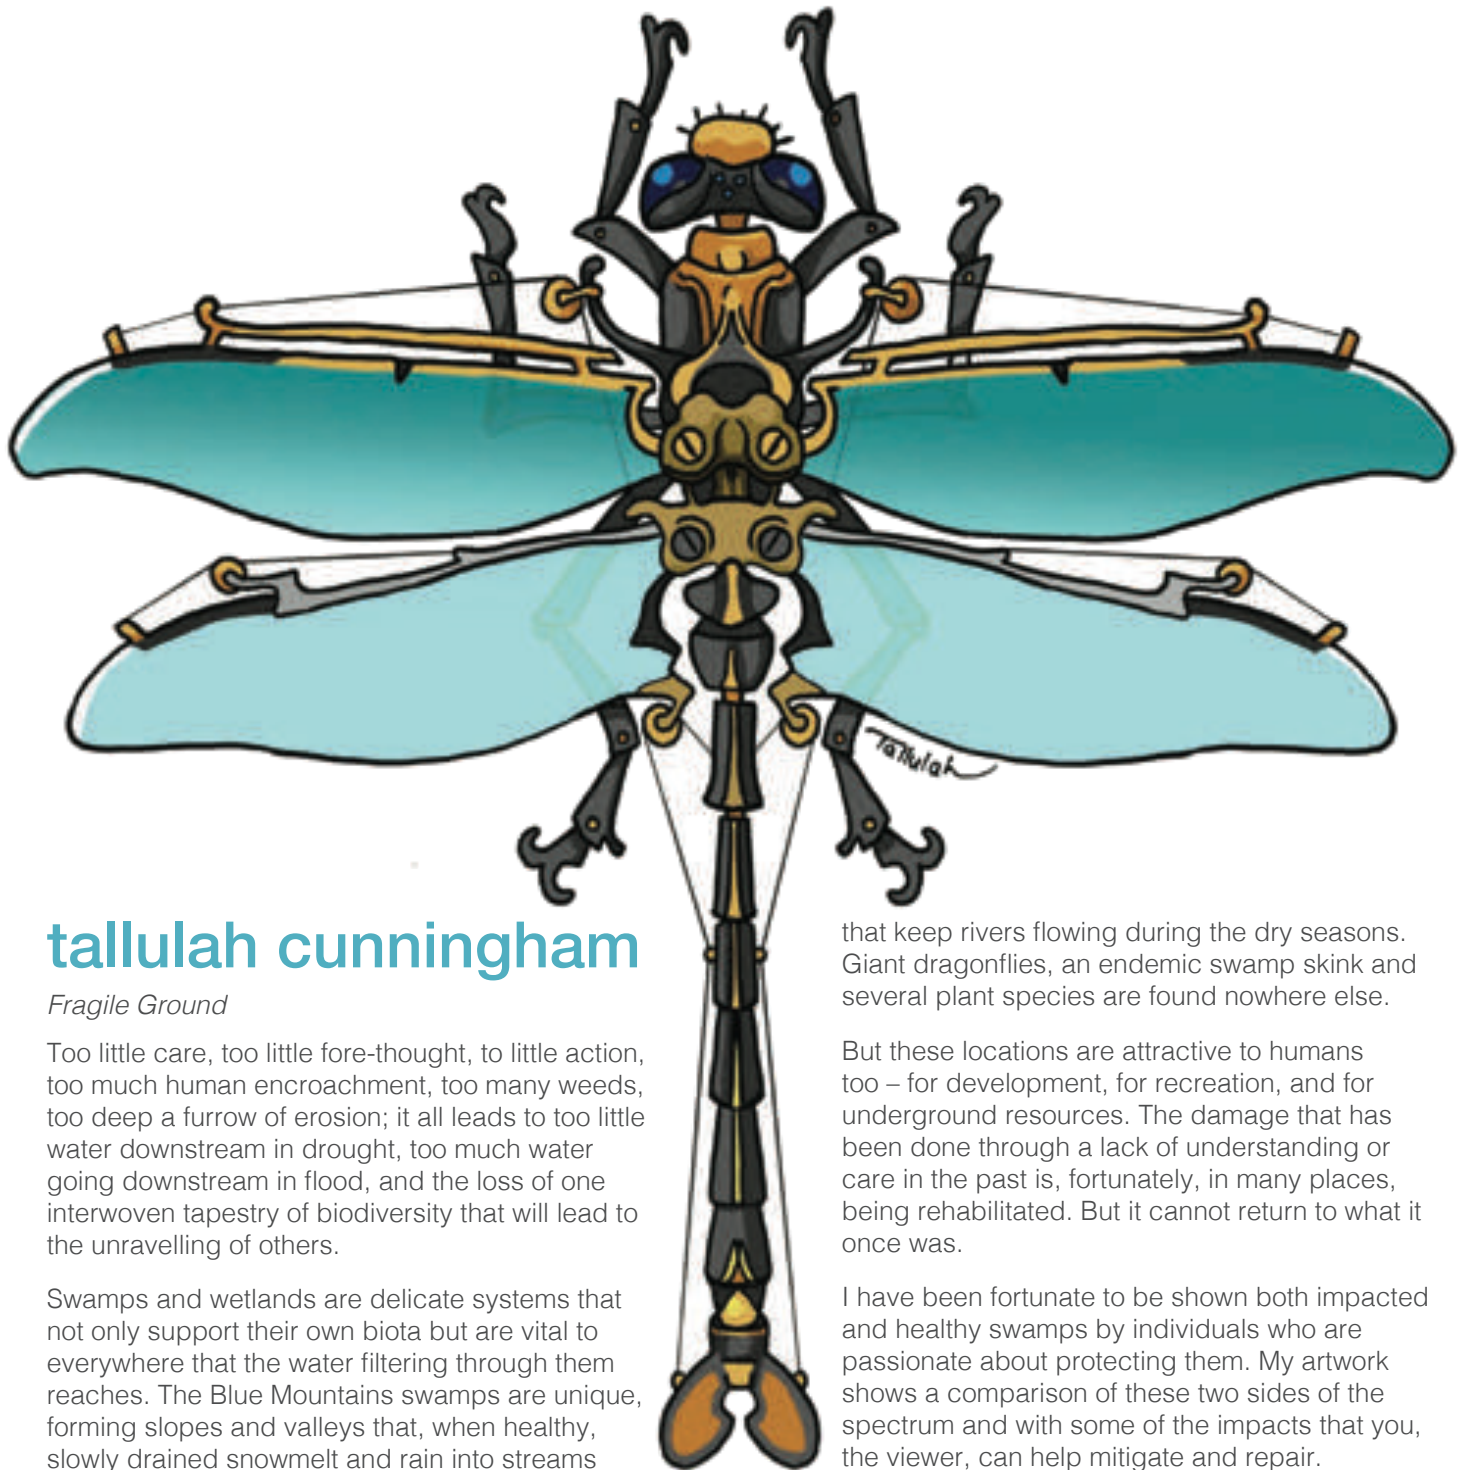 Tallulah
tallulah cunningham
Fragile Ground
Too little care, too little fore-thought, to little action,
too much human encroachment, too many weeds,
too deep a furrow of erosion; it all leads to too little
water downstream in drought, too much water
going downstream in flood, and the loss of one
interwoven tapestry of biodiversity that will lead to
the unravelling of others.
Swamps and wetlands are delicate systems that
not only support their own biota but are vital to
everywhere that the water filtering through them
reaches. The Blue Mountains swamps are unique,
forming slopes and valleys that, when healthy,
slowly drained snowmelt and rain into streams
that keep rivers flowing during the dry seasons.
Giant dragonflies, an endemic swamp skink and
several plant species are found nowhere else.
But these locations are attractive to humans
too – for development, for recreation, and for
underground resources. The damage that has
been done through a lack of understanding or
care in the past is, fortunately, in many places,
being rehabilitated. But it cannot return to what it
once was.
I have been fortunate to be shown both impacted
and healthy swamps by individuals who are
passionate about protecting them. My artwork
shows a comparison of these two sides of the
spectrum and with some of the impacts that you,
the viewer, can help mitigate and repair.